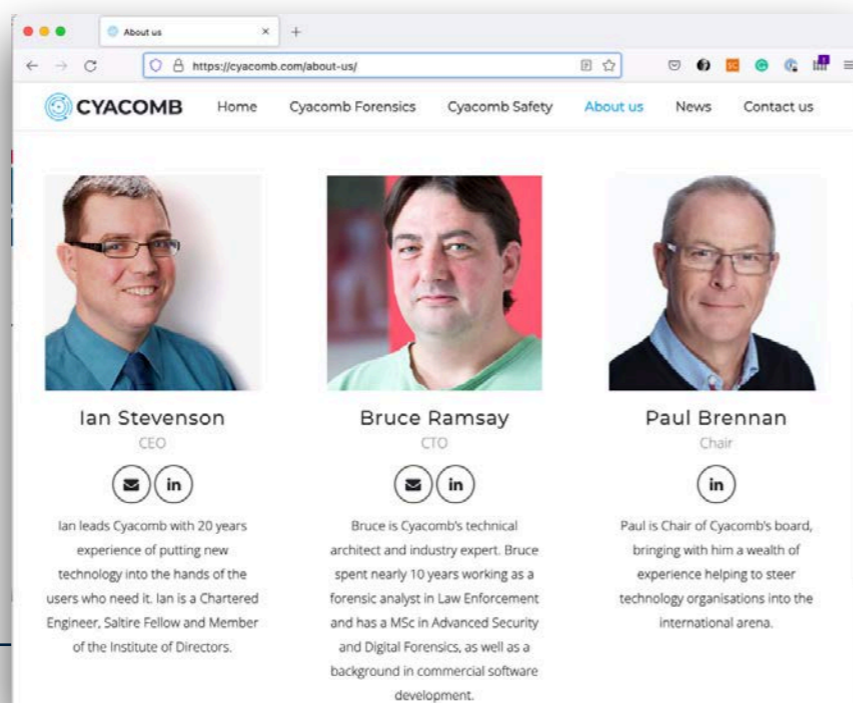 About us
https://cyacomb.com/about-us/
CYACOMB
Home
Cyacomb Forensics
Cyacomb Safety
About us
News
Contact us
Ian Stevenson
CEO
in
Ian leads Cyacomb with 20 years
experience of putting new
technology into the hands of the
users who need it. Ian is a Chartered
Engineer, Saltire Fellow and Member
of the Institute of Directors.
Bruce Ramsay
CTO
in
Bruce is Cyacomb's technical
architect and industry expert. Bruce
spent nearly 10 years working as a
forensic analyst in Law Enforcement
and has a MSc in Advanced Security
and Digital Forensics, as well as a
background in commercial software
development.
Paul Brennan
Chair
in
Paul is Chair of Cyacomb's board,
bringing with him a wealth of
experience helping to steer
technology organisations into the
international arena.